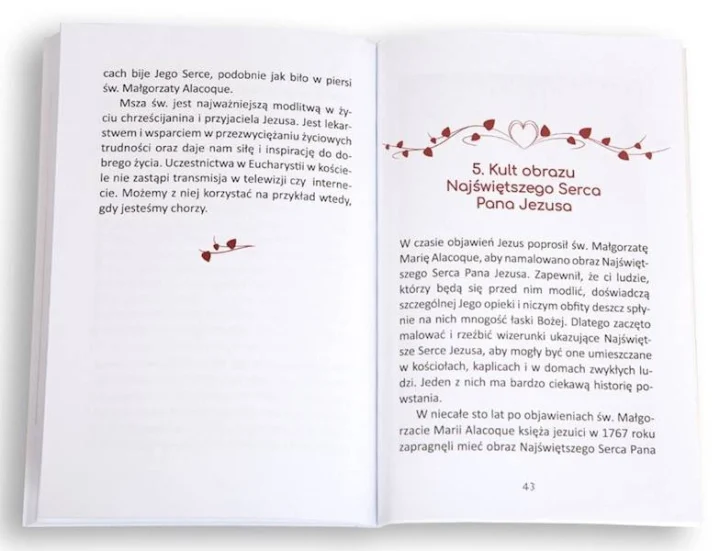 cach bije Jego Serce, podobnie jak biło w piersi
św. Małgorzaty Alacoque.
Msza św. jest najważniejszą modlitwą w ży-
ciu chrześcijanina i przyjaciela Jezusa. Jest lekar-
stwem i wsparciem w przezwyciężaniu życiowych
trudności oraz daje nam siłę i inspirację do do-
brego życia. Uczestnictwa w Eucharystii w koście-
le nie zastąpi transmisja w telewizji czy interne-
cie. Możemy z niej korzystać na przykład wtedy,
gdy jesteśmy chorzy.
5. Kult obrazu
Najświętszego Serca
Pana Jezusa
W czasie objawień Jezus poprosił św. Małgorzatę
Marię Alacoque, aby namalowano obraz Najświęt-
szego Serca Pana Jezusa. Zapewnił, że ci ludzie,
którzy będą się przed nim modlić, doświadczą
szczególnej Jego opieki i niczym obfity deszcz spły-
nie na nich mnogość łaski Bożej. Dlatego zaczęto
malować i rzeźbić wizerunki ukazujące Najświęt-
sze Serce Jezusa, aby mogły być one umieszczane
w kościołach, kaplicach i w domach zwykłych lu-
dzi. Jeden z nich ma bardzo ciekawą historię po-
wstania.
W niecałe sto lat po objawieniach św. Małgo-
rzacie Marii Alacoque księża jezuici w 1767 roku
zapragnęli mieć obraz Najświętszego Serca Pana
43